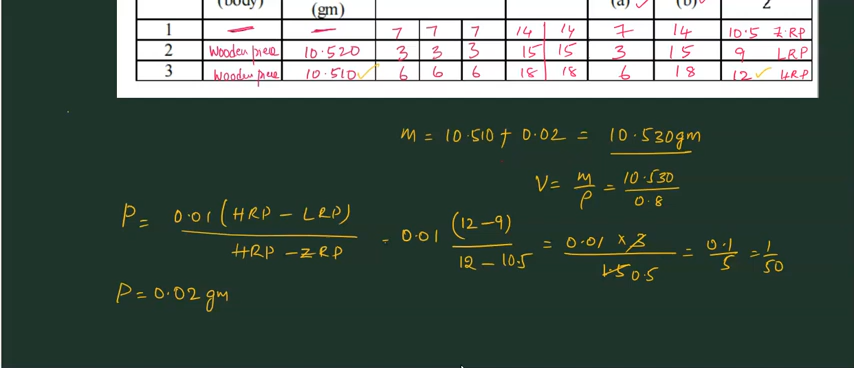 (body) (gm) (a) ✓ (b) ✓ 2
1 — — 7 7 7 14 14 7 14 10.5 Z.RP
2 Wooden piece 10.520 3 3 3 15 15 3 15 9 LRP
3 Wooden piece 10.510 ✓ 6 6 6 18 18 6 18 12 ✓ HRP
m = 10.510 + 0.02 = 10.530gm
V = m/ρ = 10.530/0.8
P = 0.01 (HRP - LRP) / HRP - ZRP = 0.01 (12 - 9) / 12 - 10.5 = 0.01 × 3 / 1.5 0.5 = 0.1/5 = 1/50
P = 0.02 gm